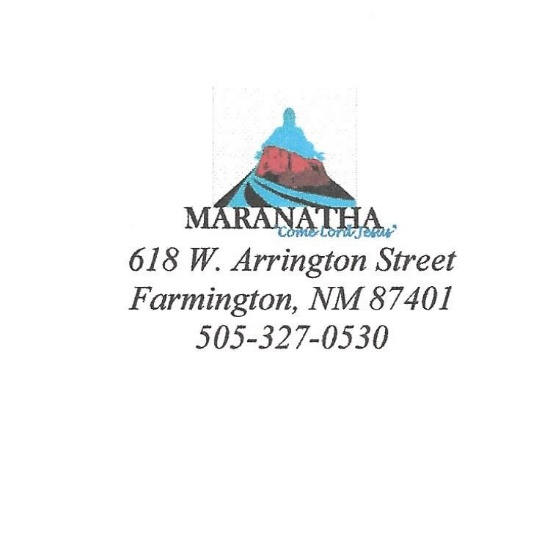 MARANATHA
"Come Lord Jesus"
618 W. Arrington Street
Farmington, NM 87401
505-327-0530